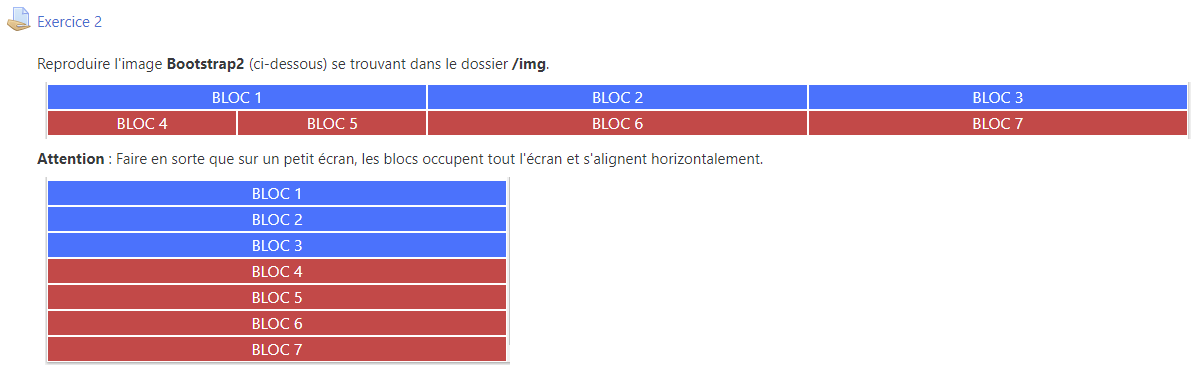 Exercice 2
Reproduire l'image Bootstrap2 (ci-dessous) se trouvant dans le dossier /img.
BLOC 1 BLOC 2 BLOC 3
BLOC 4 BLOC 5 BLOC 6 BLOC 7
Attention : Faire en sorte que sur un petit écran, les blocs occupent tout l'écran et s'alignent horizontalement.
BLOC 1
BLOC 2
BLOC 3
BLOC 4
BLOC 5
BLOC 6
BLOC 7